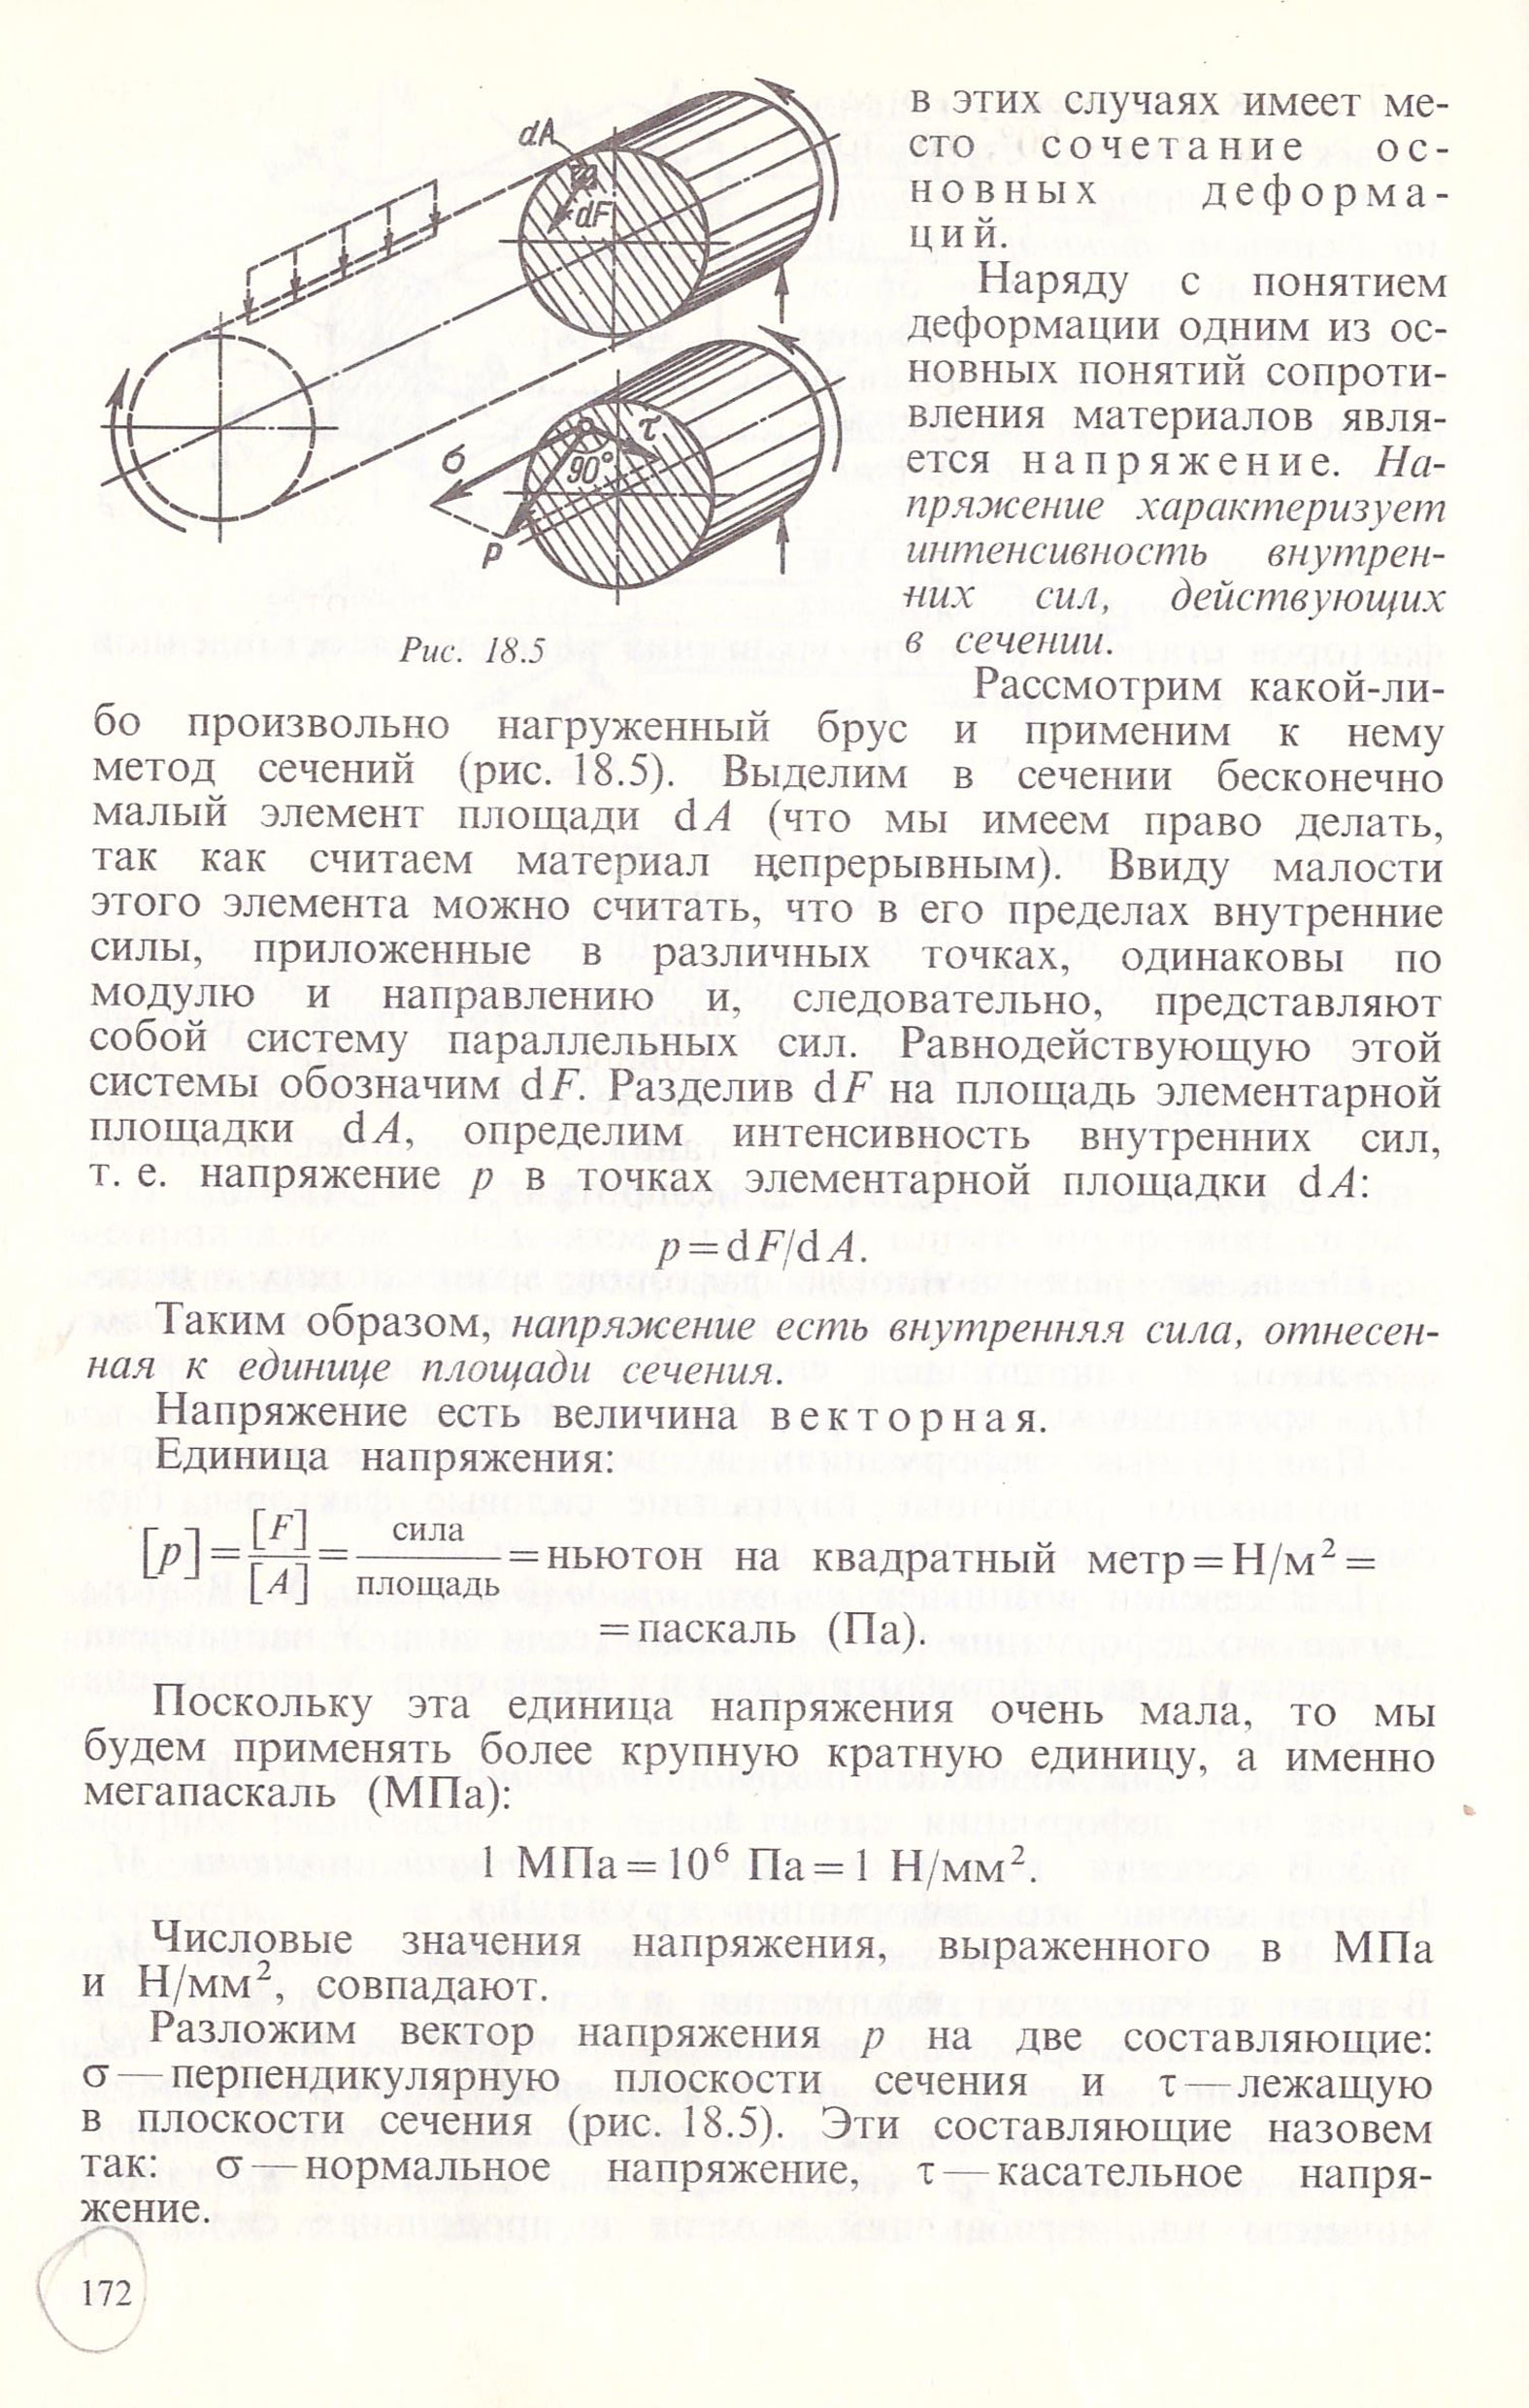 dA
dF
σ
τ
90°
p
Рис. 18.5
в этих случаях имеет ме-
сто сочетание ос-
новных деформа-
ций.
Наряду с понятием
деформации одним из ос-
новных понятий сопроти-
вления материалов явля-
ется напряжение. На-
пряжение характеризует
интенсивность внутрен-
них сил, действующих
в сечении.
Рассмотрим какой-ли-
бо произвольно нагруженный брус и применим к нему
метод сечений (рис. 18.5). Выделим в сечении бесконечно
малый элемент площади dA (что мы имеем право делать,
так как считаем материал непрерывным). Ввиду малости
этого элемента можно считать, что в его пределах внутренние
силы, приложенные в различных точках, одинаковы по
модулю и направлению и, следовательно, представляют
собой систему параллельных сил. Равнодействующую этой
системы обозначим dF. Разделив dF на площадь элементарной
площадки dA, определим интенсивность внутренних сил,
т. е. напряжение p в точках элементарной площадки dA:
p = dF/dA.
Таким образом, напряжение есть внутренняя сила, отнесен-
ная к единице площади сечения.
Напряжение есть величина векторная.
Единица напряжения:
[p] = [F]/[A] = сила/площадь = ньютон на квадратный метр = Н/м² =
= паскаль (Па).
Поскольку эта единица напряжения очень мала, то мы
будем применять более крупную кратную единицу, а именно
мегапаскаль (МПа):
1 МПа = 10⁶ Па = 1 Н/мм².
Числовые значения напряжения, выраженного в МПа
и Н/мм², совпадают.
Разложим вектор напряжения p на две составляющие:
σ — перпендикулярную плоскости сечения и τ — лежащую
в плоскости сечения (рис. 18.5). Эти составляющие назовем
так: σ — нормальное напряжение, τ — касательное напря-
жение.
172